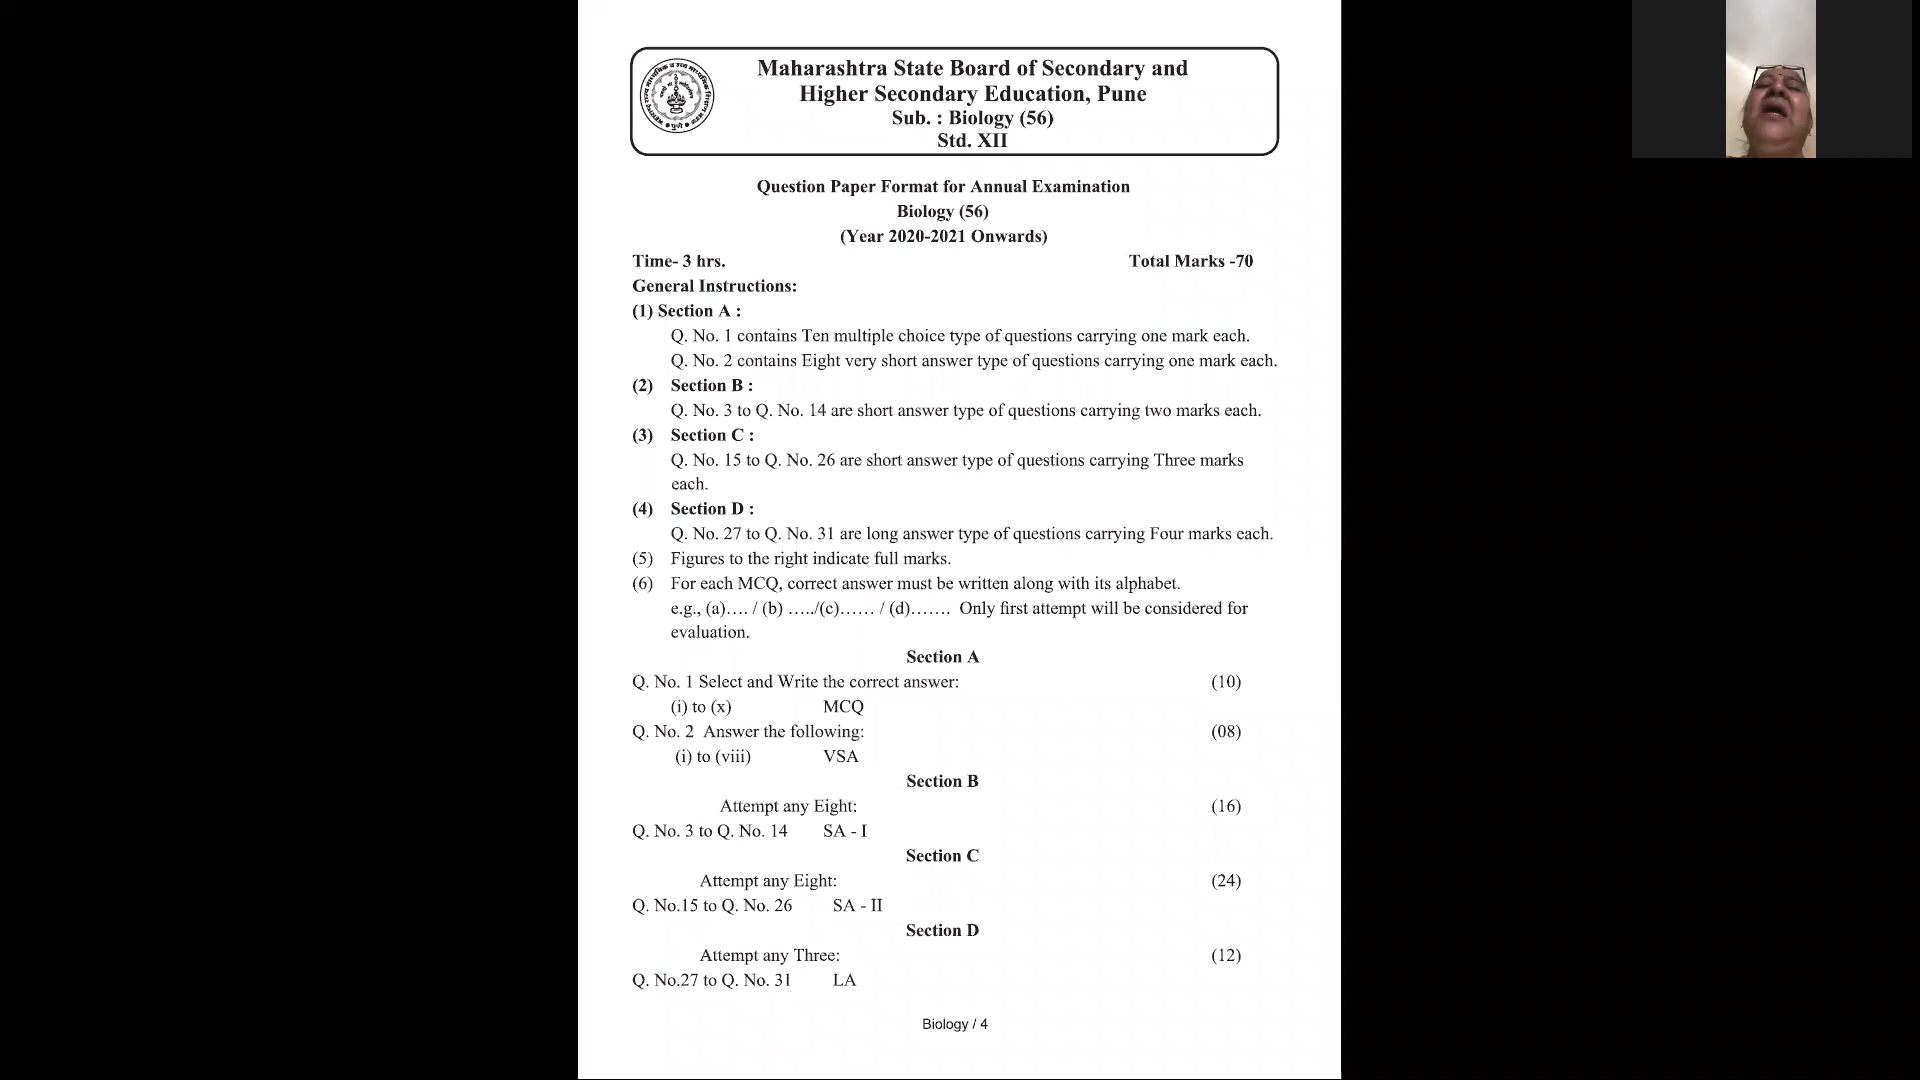 Maharashtra State Board of Secondary and
Higher Secondary Education, Pune
Sub. : Biology (56)
Std. XII
Question Paper Format for Annual Examination
Biology (56)
(Year 2020-2021 Onwards)
Time- 3 hrs. Total Marks -70
General Instructions:
(1) Section A :
Q. No. 1 contains Ten multiple choice type of questions carrying one mark each.
Q. No. 2 contains Eight very short answer type of questions carrying one mark each.
(2) Section B :
Q. No. 3 to Q. No. 14 are short answer type of questions carrying two marks each.
(3) Section C :
Q. No. 15 to Q. No. 26 are short answer type of questions carrying Three marks
each.
(4) Section D :
Q. No. 27 to Q. No. 31 are long answer type of questions carrying Four marks each.
(5) Figures to the right indicate full marks.
(6) For each MCQ, correct answer must be written along with its alphabet.
e.g., (a)…. / (b) …../(c)…… / (d)……. Only first attempt will be considered for
evaluation.
Section A
Q. No. 1 Select and Write the correct answer: (10)
(i) to (x) MCQ
Q. No. 2 Answer the following: (08)
(i) to (viii) VSA
Section B
Attempt any Eight: (16)
Q. No. 3 to Q. No. 14 SA - I
Section C
Attempt any Eight: (24)
Q. No.15 to Q. No. 26 SA - II
Section D
Attempt any Three: (12)
Q. No.27 to Q. No. 31 LA
Biology / 4